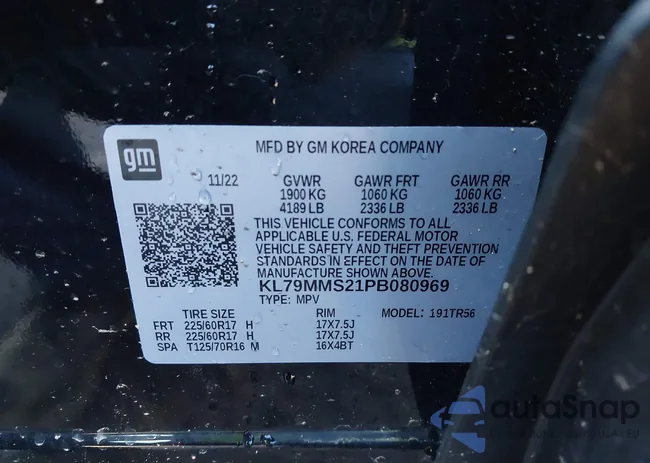 gm
MFD BY GM KOREA COMPANY
11/22 GVWR GAWR FRT GAWR RR
1900 KG 1060 KG 1060 KG
4189 LB 2336 LB 2336 LB
THIS VEHICLE CONFORMS TO ALL
APPLICABLE U.S. FEDERAL MOTOR
VEHICLE SAFETY AND THEFT PREVENTION
STANDARDS IN EFFECT ON THE DATE OF
MANUFACTURE SHOWN ABOVE.
KL79MMS21PB080969
TYPE: MPV
MODEL: 191TR56
TIRE SIZE RIM
FRT 225/60R17 H 17X7.5J
RR 225/60R17 H 17X7.5J
SPA T125/70R16 M 16X4BT
autoSnap